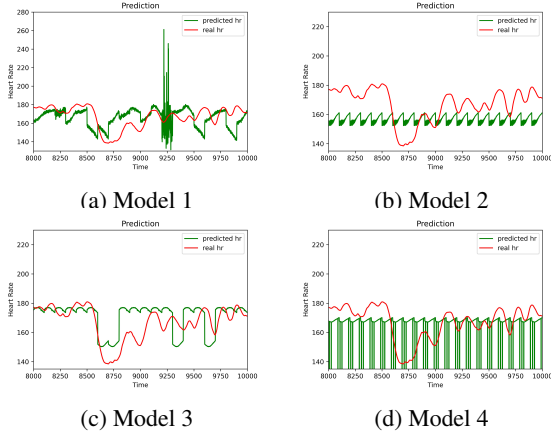 Prediction
280
260
240
220
200
180
160
140
Heart Rate
predicted hr
real hr
8000 8250 8500 8750 9000 9250 9500 9750 10000
Time
(a) Model 1
Prediction
220
200
180
160
140
Heart Rate
predicted hr
real hr
8000 8250 8500 8750 9000 9250 9500 9750 10000
Time
(b) Model 2
Prediction
220
200
180
160
140
Heart Rate
predicted hr
real hr
8000 8250 8500 8750 9000 9250 9500 9750 10000
Time
(c) Model 3
Prediction
220
200
180
160
140
Heart Rate
predicted hr
real hr
8000 8250 8500 8750 9000 9250 9500 9750 10000
Time
(d) Model 4